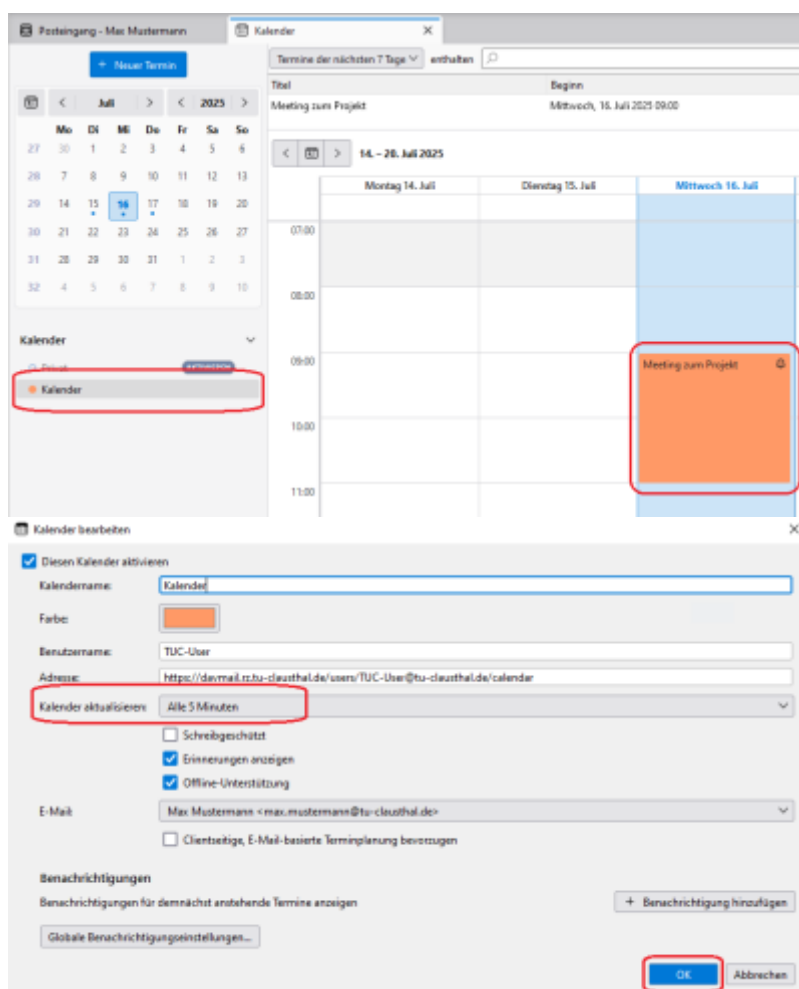 Posteingang - Max Mustermann
Kalender
+ Neuer Termin
Termine der nächsten 7 Tage
enthalten
Titel
Beginn
Meeting zum Projekt
Mittwoch, 16. Juli 2025 09:00
Juli
2025
Mo Di Mi Do Fr Sa So
27 30 1 2 3 4 5 6
28 7 8 9 10 11 12 13
29 14 15 16 17 18 19 20
30 21 22 23 24 25 26 27
31 28 29 30 31 1 2 3
32 4 5 6 7 8 9 10
14. – 20. Juli 2025
Montag 14. Juli
Dienstag 15. Juli
Mittwoch 16. Juli
07:00
08:00
09:00
10:00
11:00
Meeting zum Projekt
Kalender
Privat
Kalender
Kalender bearbeiten
Diesen Kalender aktivieren
Kalendername:
Kalender
Farbe:
Benutzername:
TUC-User
Adresse:
https://davmail.rz.tu-clausthal.de/users/TUC-User@tu-clausthal.de/calendar
Kalender aktualisieren:
Alle 5 Minuten
Schreibgeschützt
Erinnerungen anzeigen
Offline-Unterstützung
E-Mail:
Max Mustermann <max.mustermann@tu-clausthal.de>
Clientseitige, E-Mail-basierte Terminplanung bevorzugen
Benachrichtigungen
Benachrichtigungen für demnächst anstehende Termine anzeigen
+ Benachrichtigung hinzufügen
Globale Benachrichtigungseinstellungen...
OK
Abbrechen